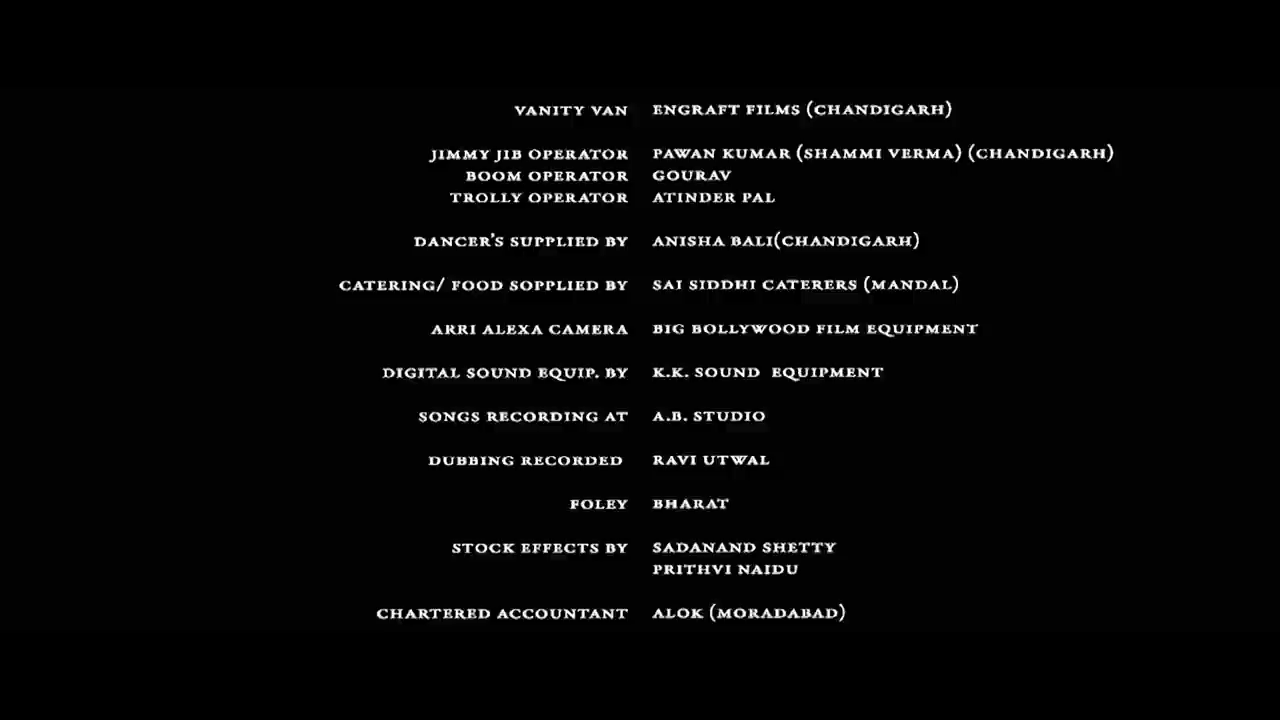 VANITY VAN ENGRAFT FILMS (CHANDIGARH)
JIMMY JIB OPERATOR PAWAN KUMAR (SHAMMI VERMA) (CHANDIGARH)
BOOM OPERATOR GOURAV
TROLLY OPERATOR ATINDER PAL
DANCER'S SUPPLIED BY ANISHA BALI(CHANDIGARH)
CATERING/ FOOD SOPPLIED BY SAI SIDDHI CATERERS (MANDAL)
ARRI ALEXA CAMERA BIG BOLLYWOOD FILM EQUIPMENT
DIGITAL SOUND EQUIP. BY K.K. SOUND EQUIPMENT
SONGS RECORDING AT A.B. STUDIO
DUBBING RECORDED RAVI UTWAL
FOLEY BHARAT
STOCK EFFECTS BY SADANAND SHETTY
PRITHVI NAIDU
CHARTERED ACCOUNTANT ALOK (MORADABAD)